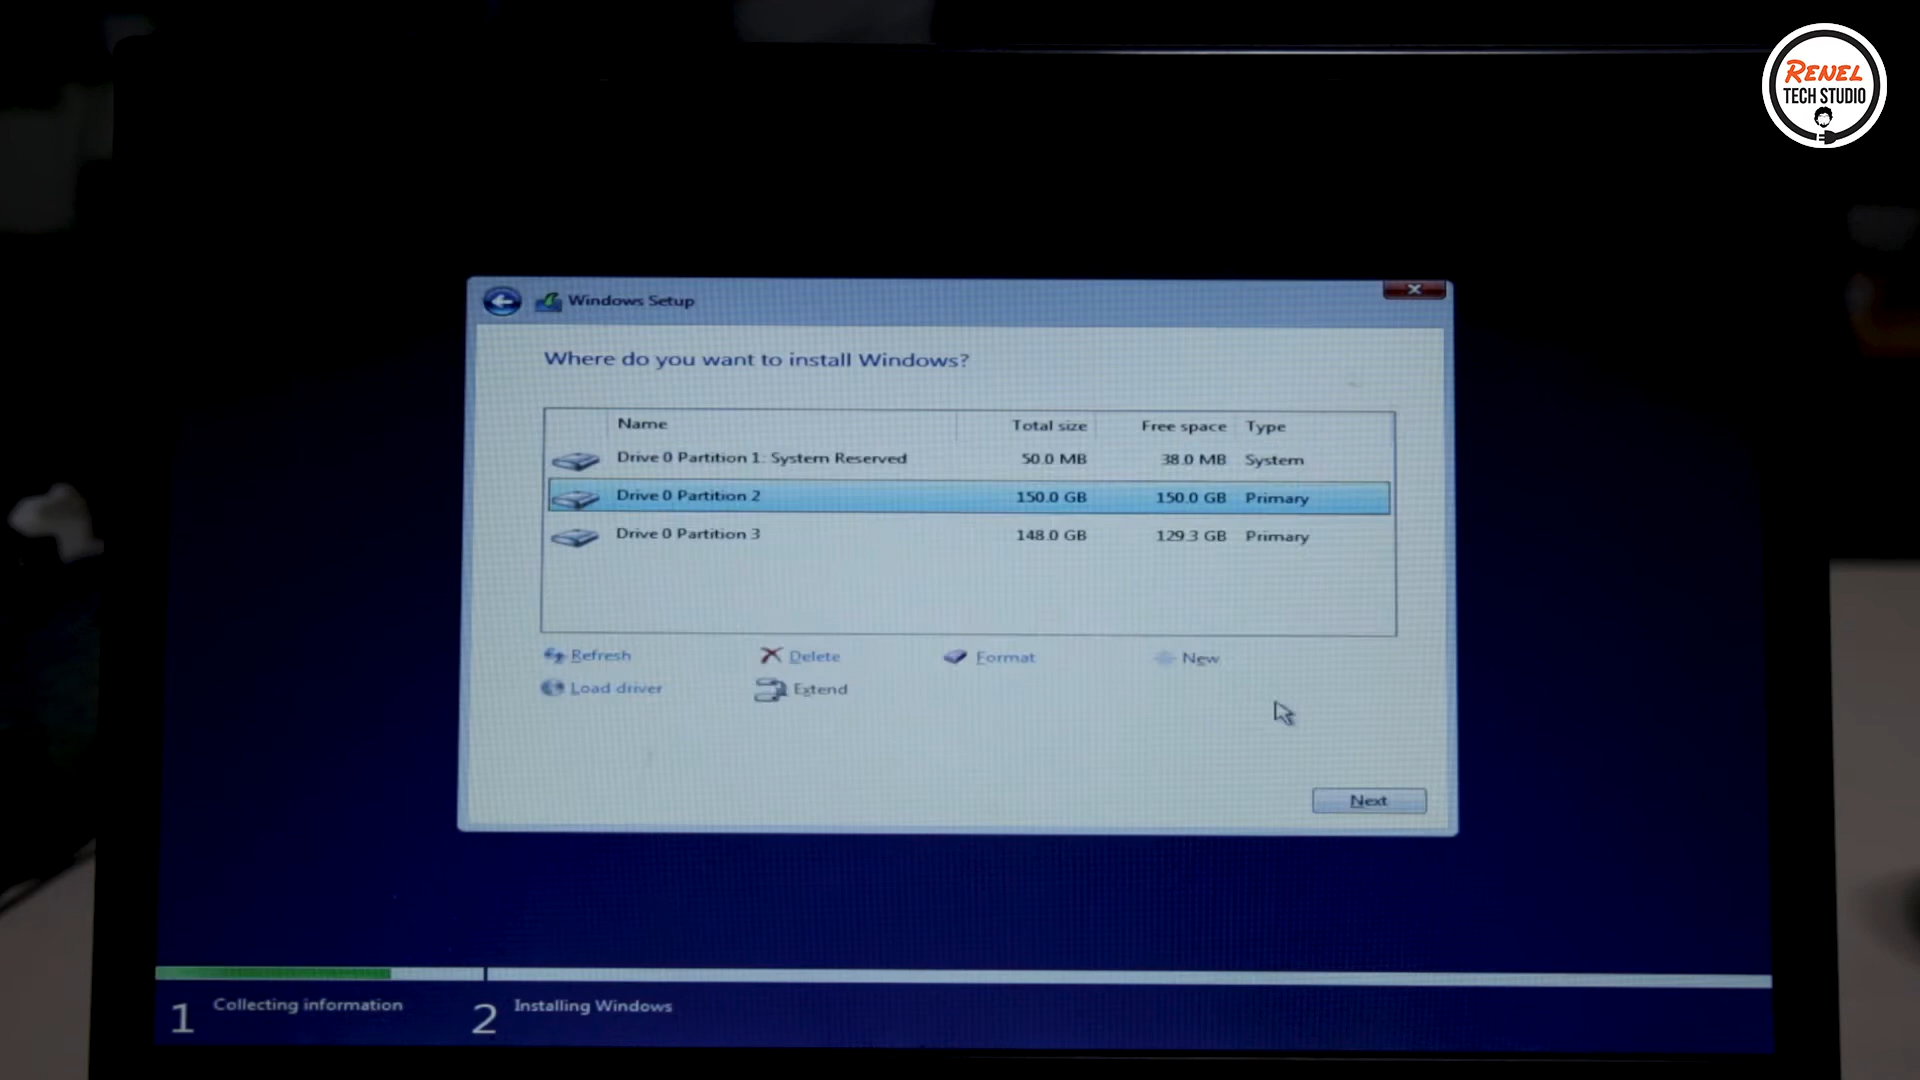 RENEL
TECH STUDIO
Windows Setup
Where do you want to install Windows?
Name Total size Free space Type
Drive 0 Partition 1: System Reserved 50.0 MB 38.0 MB System
Drive 0 Partition 2 150.0 GB 150.0 GB Primary
Drive 0 Partition 3 148.0 GB 129.3 GB Primary
Refresh Delete Format New
Load driver Extend
Next
1 Collecting information 2 Installing Windows